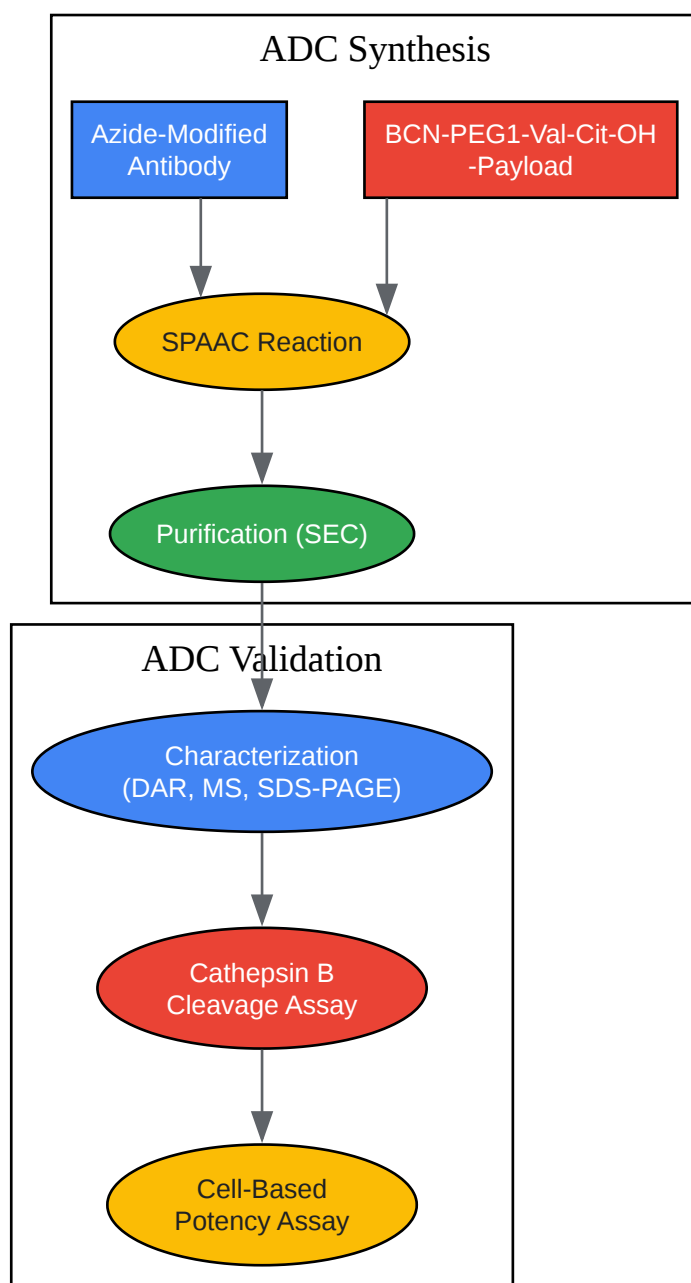 ADC Synthesis
Azide-Modified
Antibody
BCN-PEG1-Val-Cit-OH
-Payload
SPAAC Reaction
Purification (SEC)
ADC Validation
Characterization
(DAR, MS, SDS-PAGE)
Cathepsin B
Cleavage Assay
Cell-Based
Potency Assay